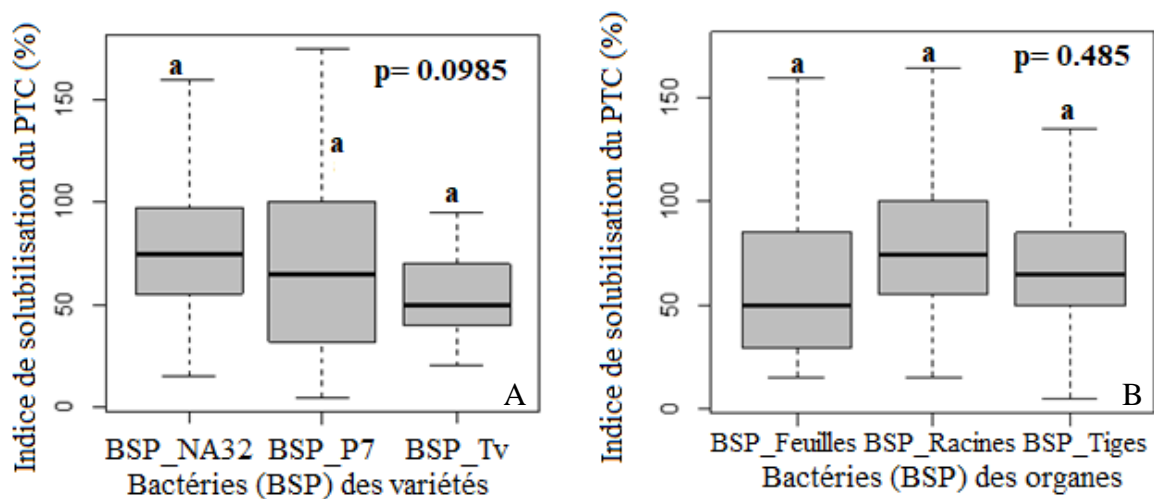 Indice de solubilisation du PTC (%)
150
100
50
0
a
a
a
p= 0.0985
A
BSP_NA32 BSP_P7 BSP_Tv
Bactéries (BSP) des variétés
Indice de solubilisation du PTC (%)
150
100
50
0
a
a
a
p= 0.485
B
BSP_Feuilles BSP_Racines BSP_Tiges
Bactéries (BSP) des organes